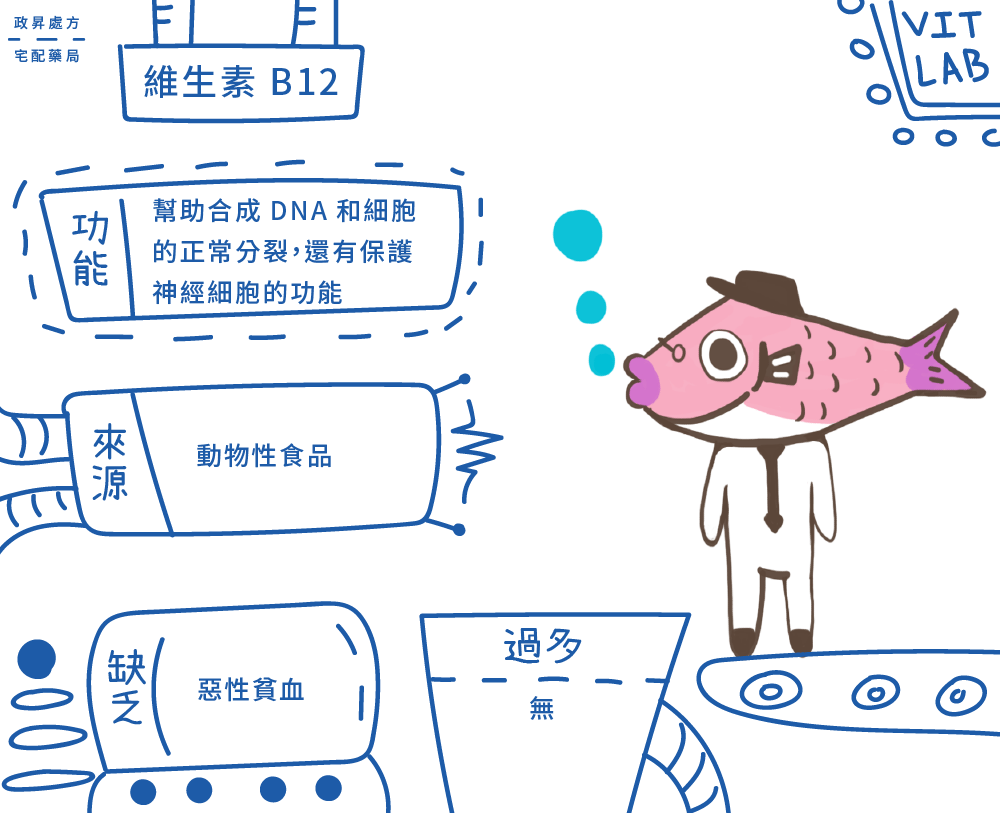 政昇處方
宅配藥局
維生素 B12
VIT
LAB
功能
幫助合成 DNA 和細胞
的正常分裂,還有保護
神經細胞的功能
來源
動物性食品
缺乏
惡性貧血
過多
無